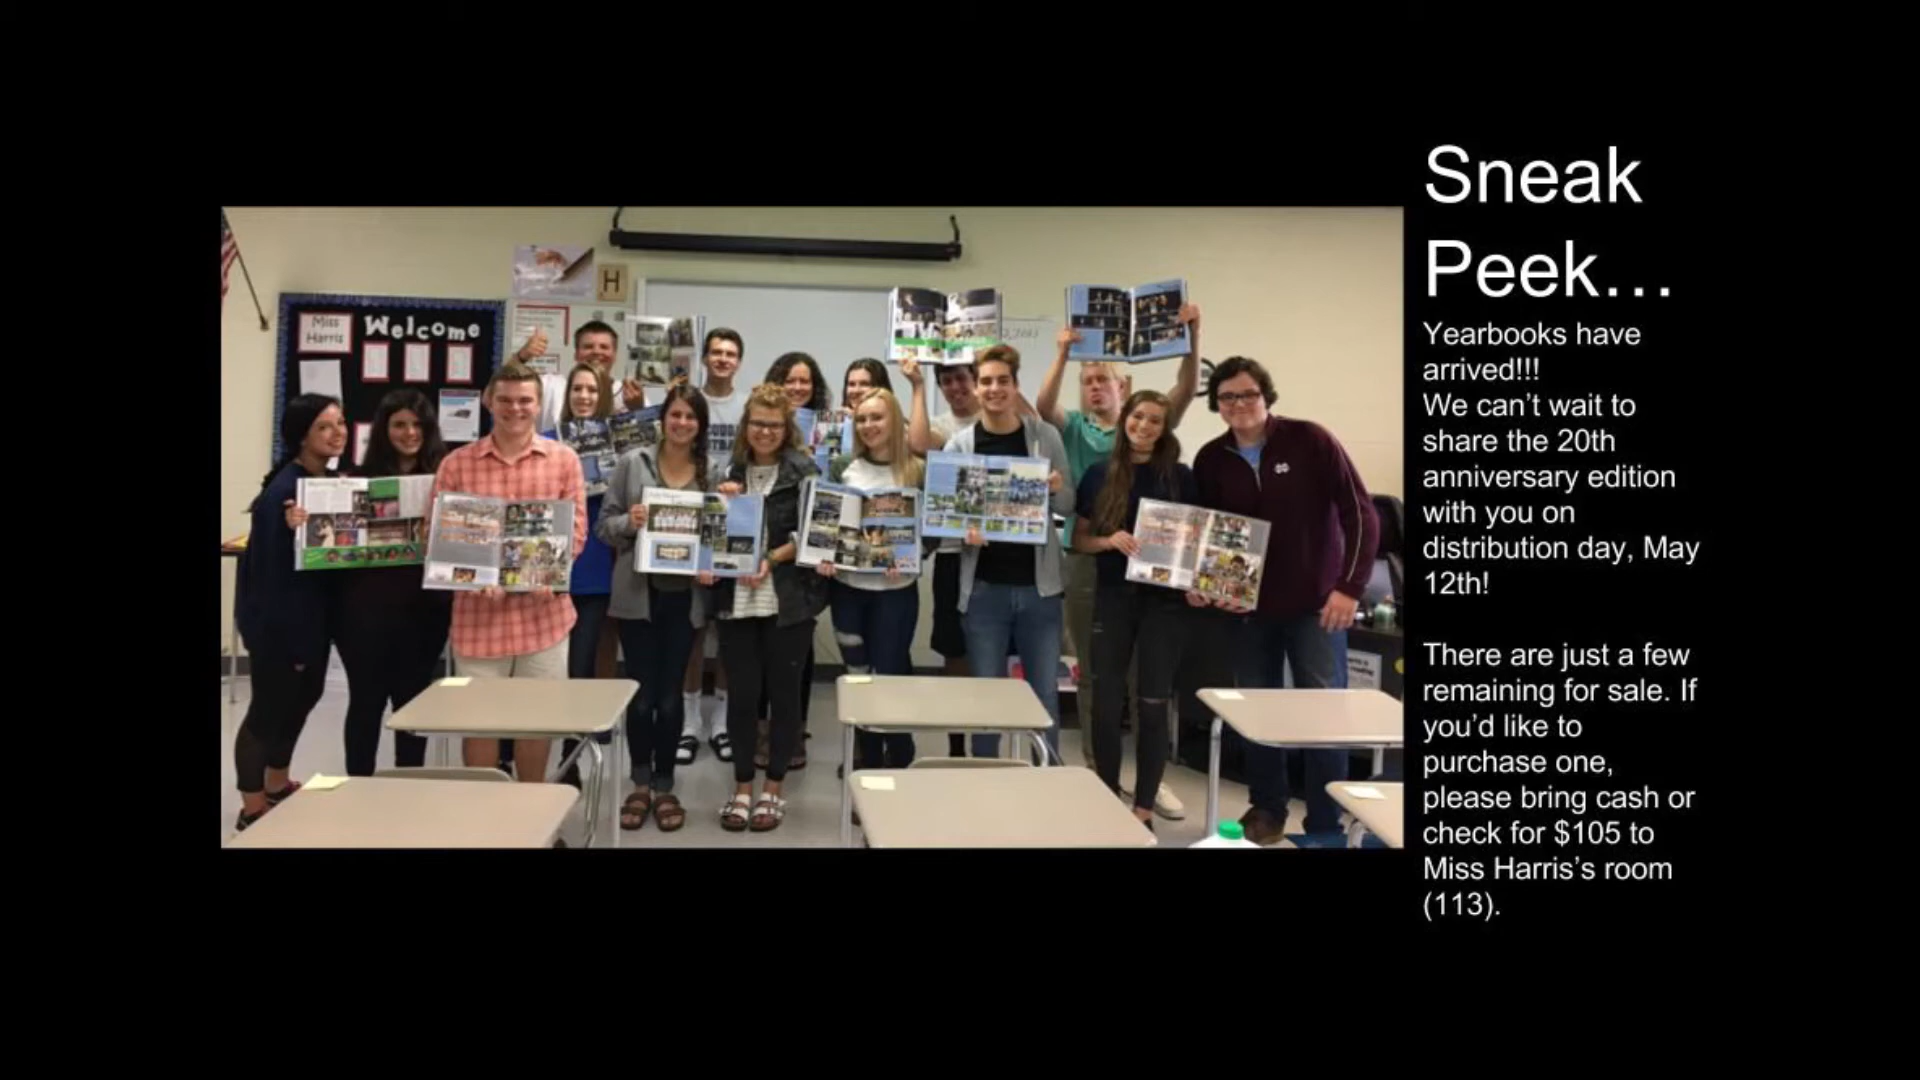 Sneak
Peek…
Yearbooks have
arrived!!!
We can’t wait to
share the 20th
anniversary edition
with you on
distribution day, May
12th!
There are just a few
remaining for sale. If
you’d like to
purchase one,
please bring cash or
check for $105 to
Miss Harris’s room
(113).
Miss
Harris
Welcome
H